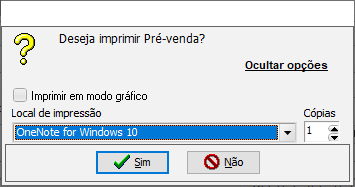 Deseja imprimir Pré-venda?
Ocultar opções
Imprimir em modo gráfico
Local de impressão Cópias
OneNote for Windows 10 1
Sim Não